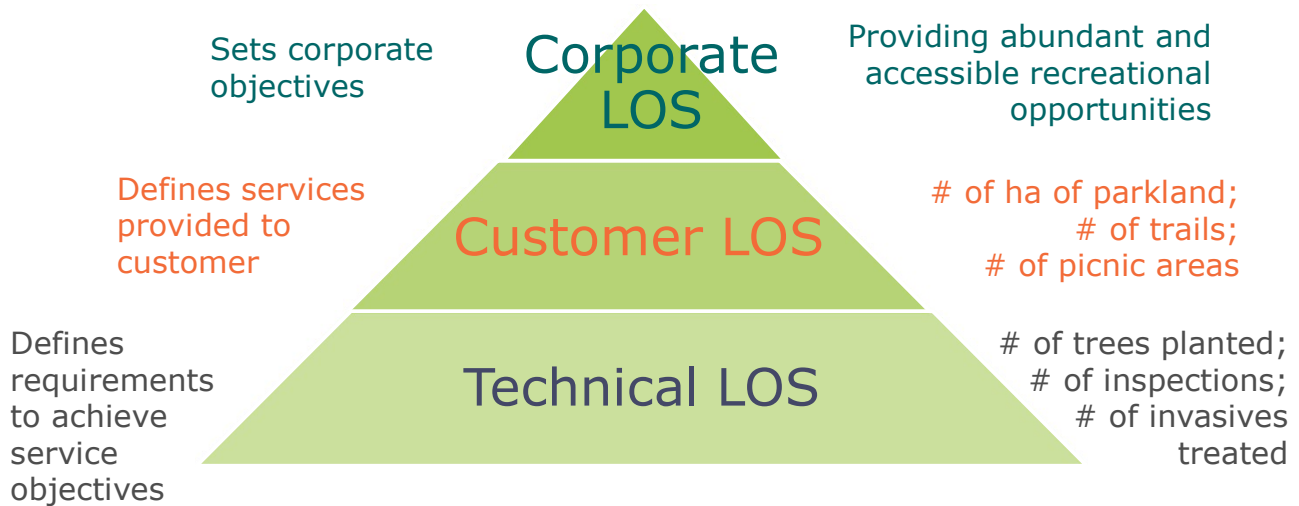 Sets corporate
objectives
Corporate
LOS
Providing abundant and
accessible recreational
opportunities
Defines services
provided to
customer
Customer LOS
# of ha of parkland;
# of trails;
# of picnic areas
Defines
requirements
to achieve
service
objectives
Technical LOS
# of trees planted;
# of inspections;
# of invasives
treated